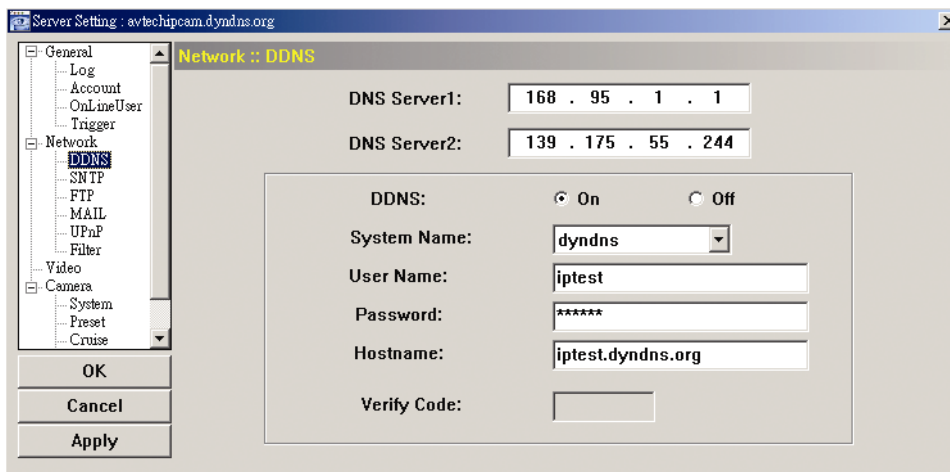 Server Setting : avtechipcam.dyndns.org
General
Log
Account
OnLineUser
Trigger
Network
DDNS
SNTP
FTP
MAIL
UPnP
Filter
Video
Camera
System
Preset
Cruise
OK
Cancel
Apply
Network :: DDNS
DNS Server1: 168 . 95 . 1 . 1
DNS Server2: 139 . 175 . 55 . 244
DDNS: On Off
System Name: dyndns
User Name: iptest
Password: ******
Hostname: iptest.dyndns.org
Verify Code: